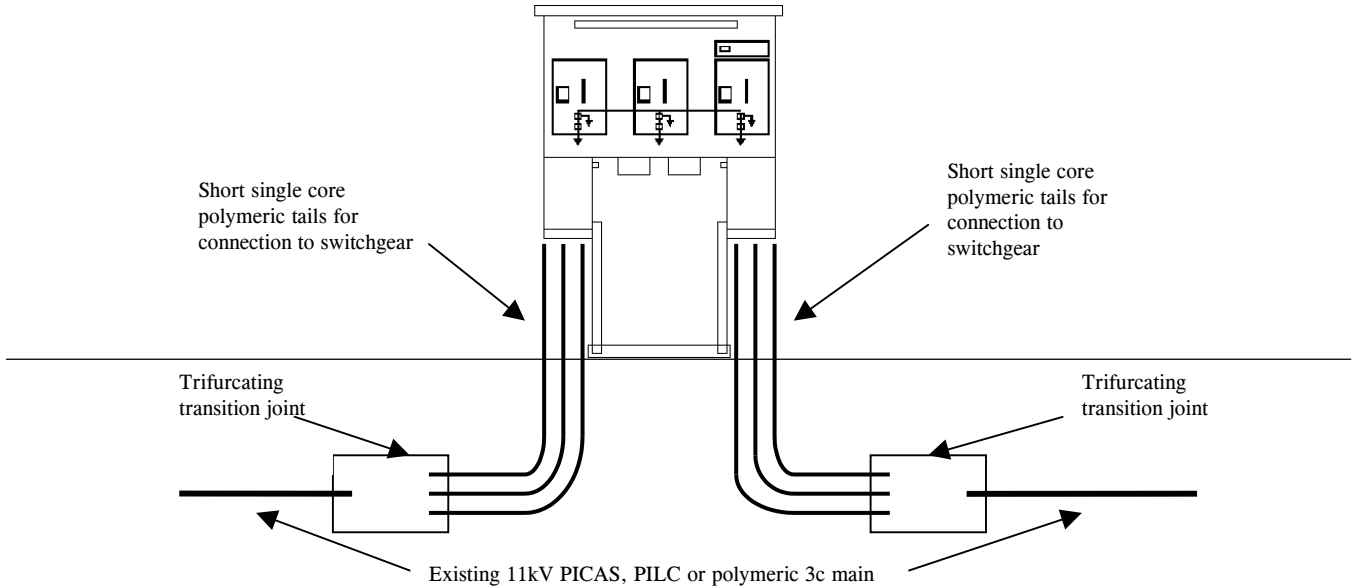 Short single core
polymeric tails for
connection to switchgear
Short single core
polymeric tails for
connection to
switchgear
Trifurcating
transition joint
Trifurcating
transition joint
Existing 11kV PICAS, PILC or polymeric 3c main